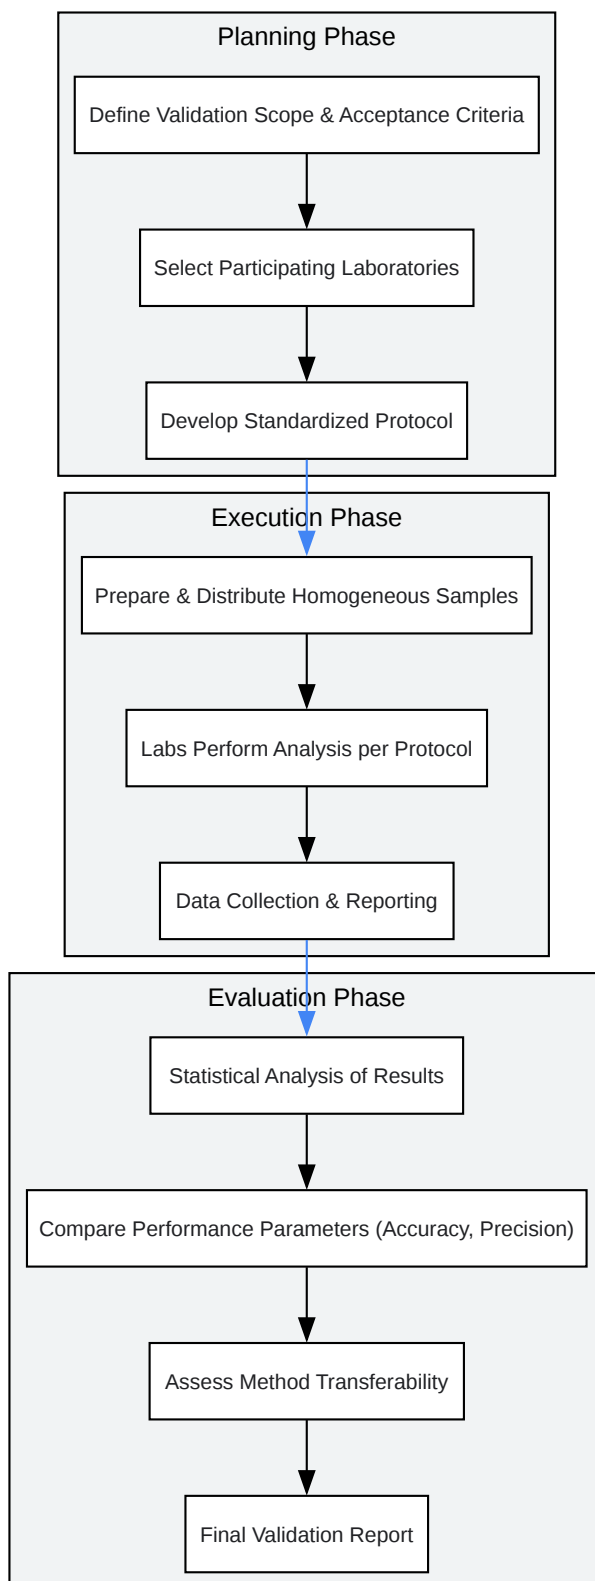 Planning Phase
Define Validation Scope & Acceptance Criteria
Select Participating Laboratories
Develop Standardized Protocol
Execution Phase
Prepare & Distribute Homogeneous Samples
Labs Perform Analysis per Protocol
Data Collection & Reporting
Evaluation Phase
Statistical Analysis of Results
Compare Performance Parameters (Accuracy, Precision)
Assess Method Transferability
Final Validation Report